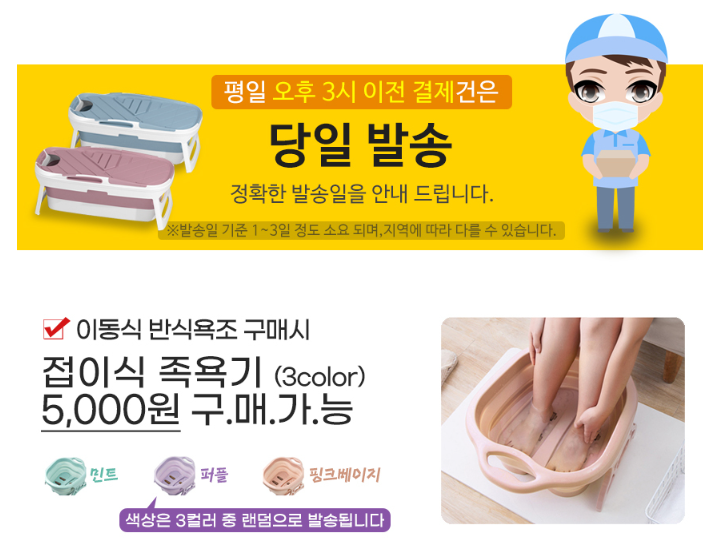 평일 오후 3시 이전 결제건은
당일 발송
정확한 발송일을 안내 드립니다.
※발송일 기준 1~3일 정도 소요 되며,지역에 따라 다를 수 있습니다.
이동식 반식욕조 구매시
접이식 족욕기 (3color)
5,000원 구.매.가.능
민트 퍼플 핑크베이지
색상은 3컬러 중 랜덤으로 발송됩니다